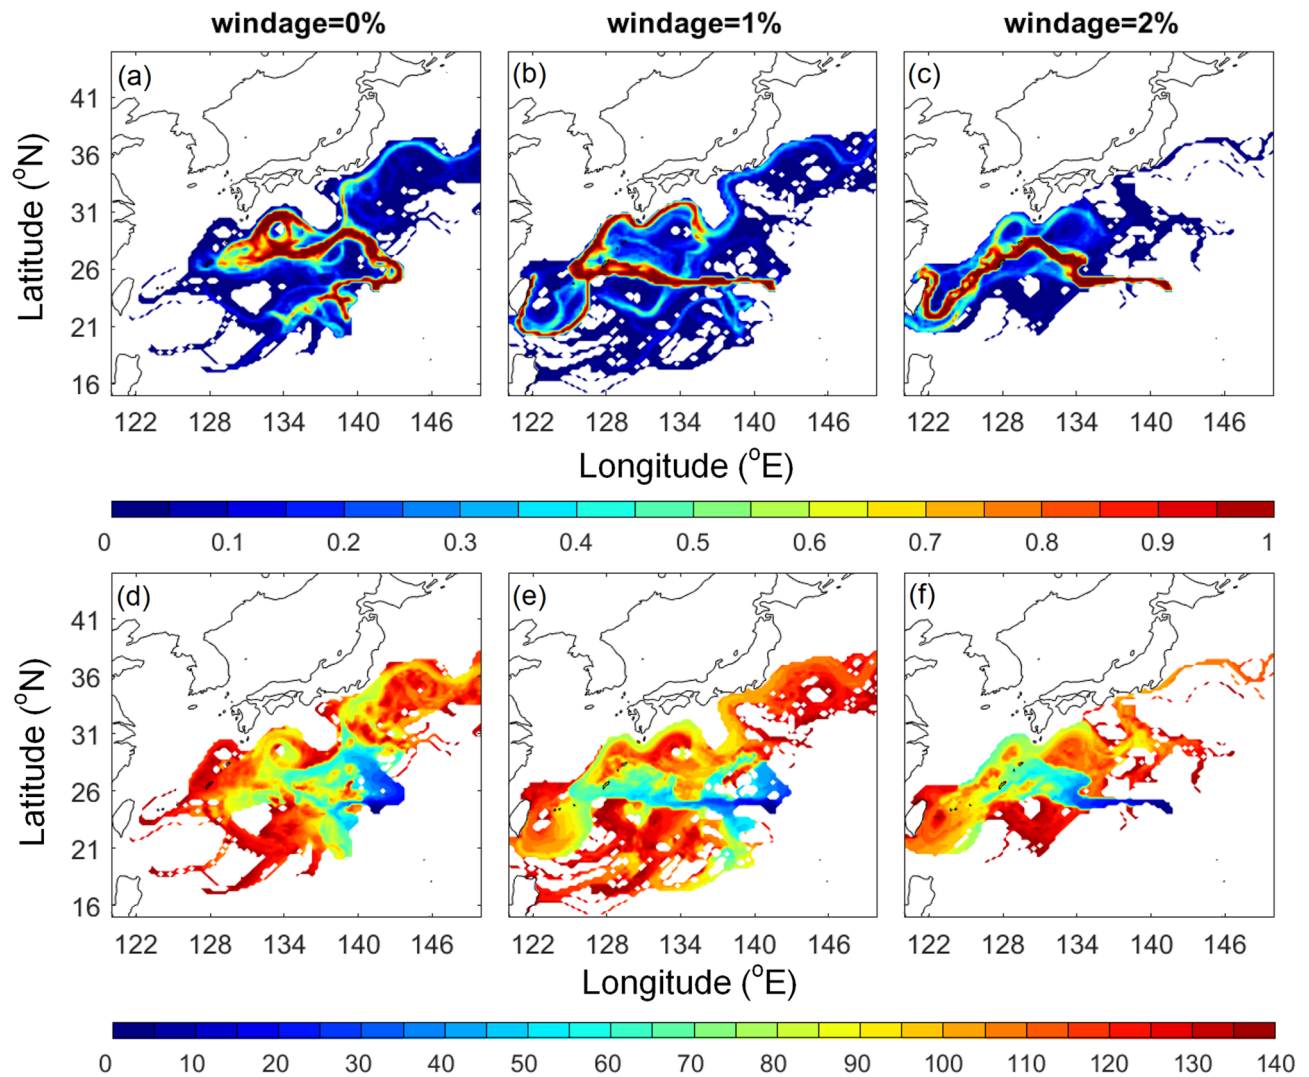 windage=0% windage=1% windage=2%
(a) (b) (c)
41
36
31
26
21
16
Latitude (°N)
122 128 134 140 146 122 128 134 140 146 122 128 134 140 146
Longitude (°E)
0 0.1 0.2 0.3 0.4 0.5 0.6 0.7 0.8 0.9 1
(d) (e) (f)
41
36
31
26
21
16
Latitude (°N)
122 128 134 140 146 122 128 134 140 146 122 128 134 140 146
Longitude (°E)
0 10 20 30 40 50 60 70 80 90 100 110 120 130 140